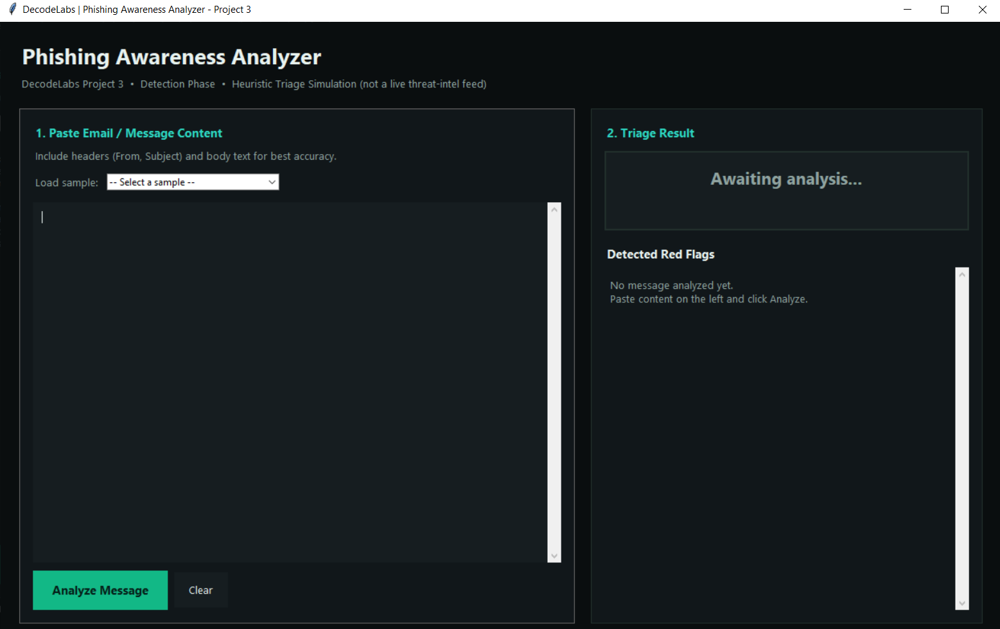 DecodeLabs | Phishing Awareness Analyzer - Project 3
Phishing Awareness Analyzer
DecodeLabs Project 3 • Detection Phase • Heuristic Triage Simulation (not a live threat-intel feed)
1. Paste Email / Message Content
Include headers (From, Subject) and body text for best accuracy.
Load sample: -- Select a sample --
Analyze Message
Clear
2. Triage Result
Awaiting analysis...
Detected Red Flags
No message analyzed yet.
Paste content on the left and click Analyze.